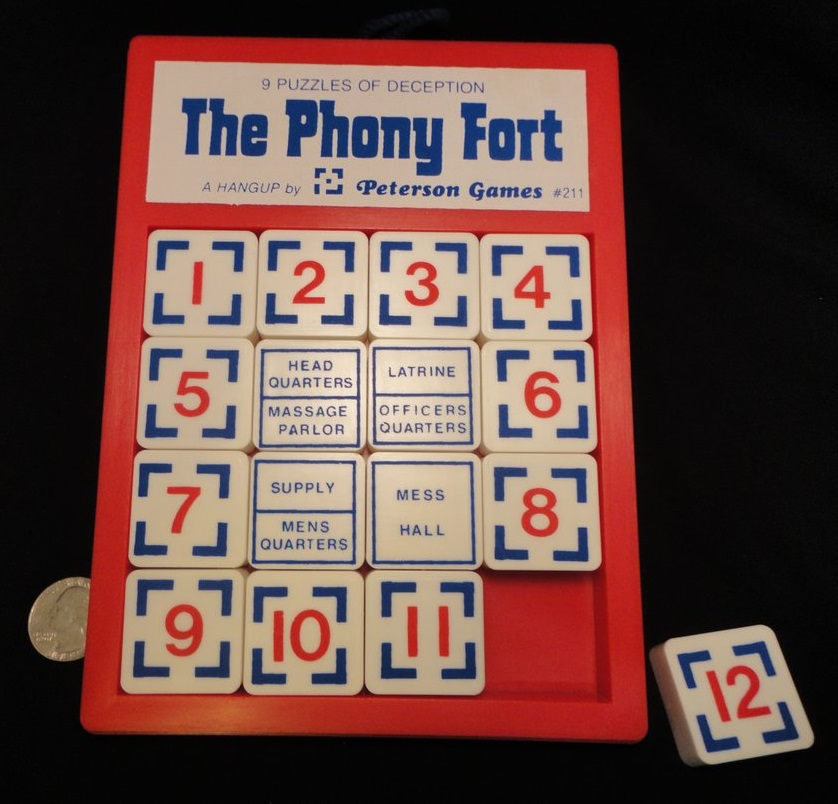 9 PUZZLES OF DECEPTION
The Phony Fort
A HANGUP by Peterson Games #211
1 2 3 4
5
HEAD
QUARTERS
MASSAGE
PARLOR
LATRINE
OFFICERS
QUARTERS
6
7
SUPPLY
MENS
QUARTERS
MESS
HALL
8
9 10 11
12